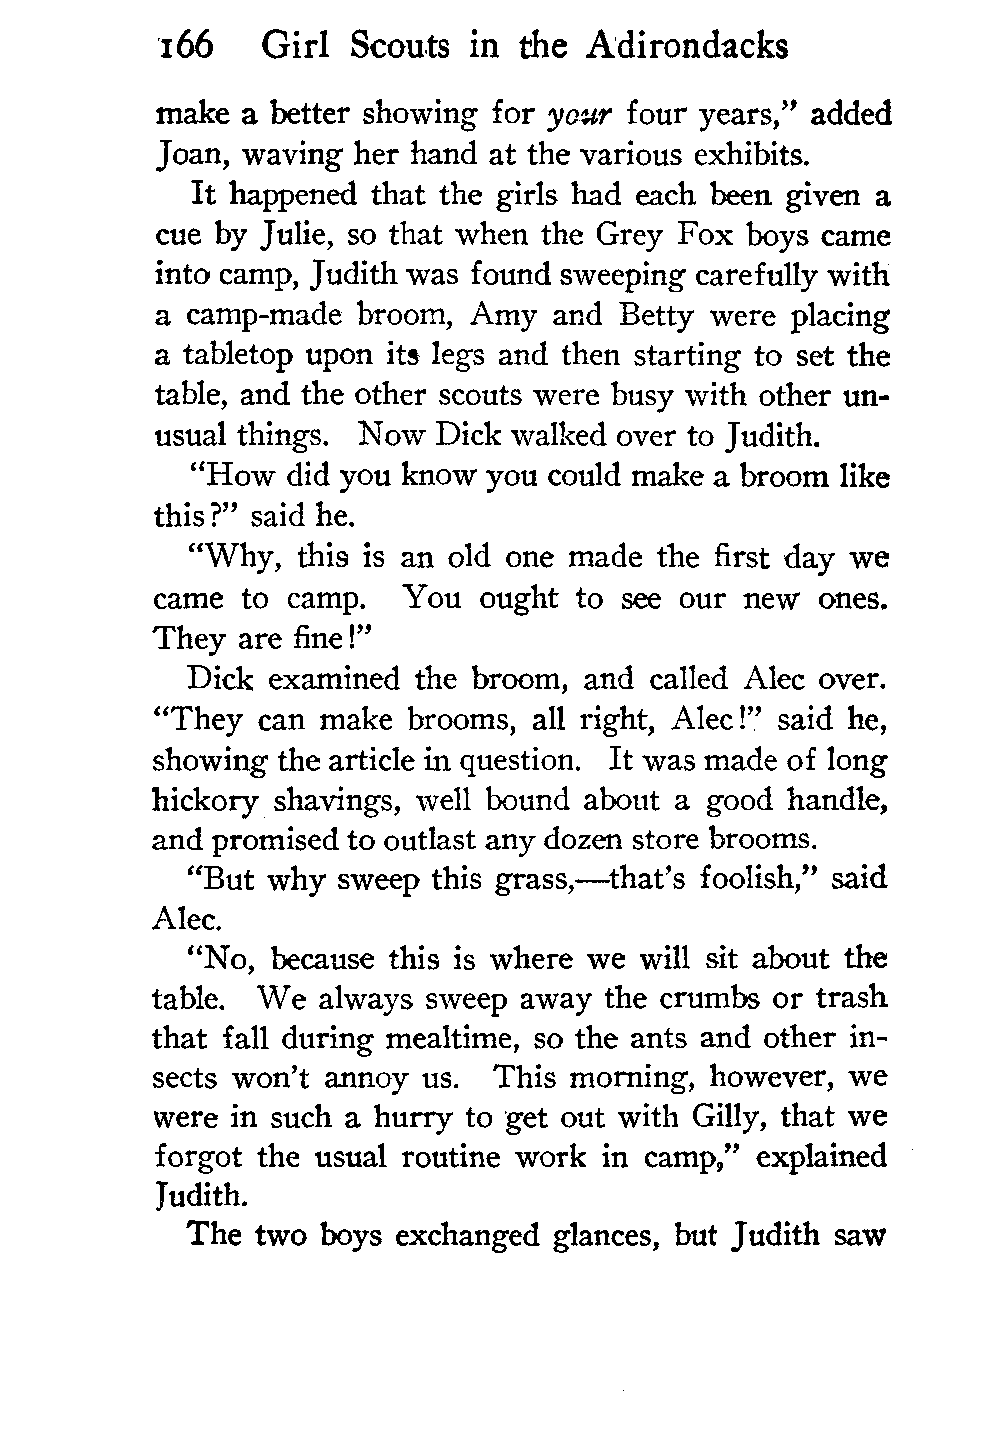 166 Girl Scouts in the Adirondacks
make a better showing for your four years,” added
Joan, waving her hand at the various exhibits.
It happened that the girls had each been given a
cue by Julie, so that when the Grey Fox boys came
into camp, Judith was found sweeping carefully with
a camp-made broom, Amy and Betty were placing
a tabletop upon its legs and then starting to set the
table, and the other scouts were busy with other un-
usual things. Now Dick walked over to Judith.
“How did you know you could make a broom like
this?” said he.
“Why, this is an old one made the first day we
came to camp. You ought to see our new ones.
They are fine!”
Dick examined the broom, and called Alec over.
“They can make brooms, all right, Alec!” said he,
showing the article in question. It was made of long
hickory shavings, well bound about a good handle,
and promised to outlast any dozen store brooms.
“But why sweep this grass,—that’s foolish,” said
Alec.
“No, because this is where we will sit about the
table. We always sweep away the crumbs or trash
that fall during mealtime, so the ants and other in-
sects won’t annoy us. This morning, however, we
were in such a hurry to get out with Gilly, that we
forgot the usual routine work in camp,” explained
Judith.
The two boys exchanged glances, but Judith saw